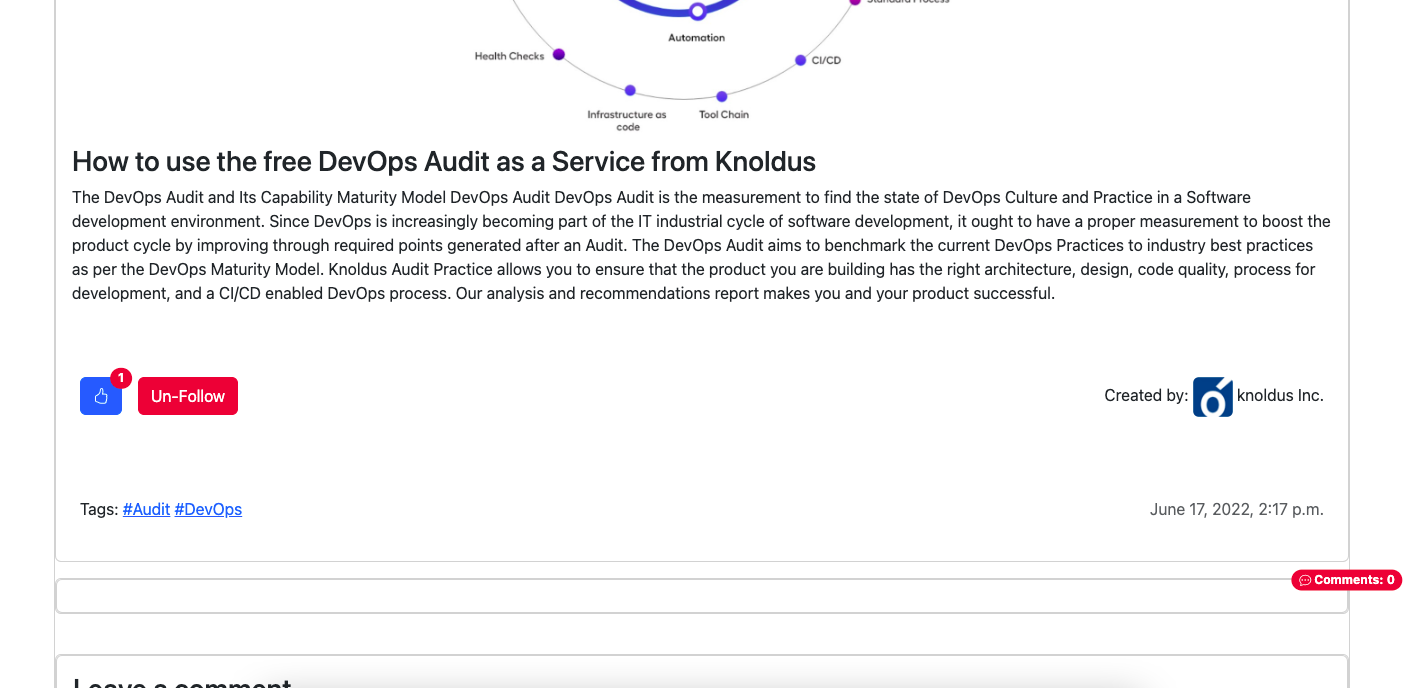 Standard Process
Automation
Health Checks
CI/CD
Infrastructure as
code
Tool Chain
How to use the free DevOps Audit as a Service from Knoldus
The DevOps Audit and Its Capability Maturity Model DevOps Audit DevOps Audit is the measurement to find the state of DevOps Culture and Practice in a Software
development environment. Since DevOps is increasingly becoming part of the IT industrial cycle of software development, it ought to have a proper measurement to boost the
product cycle by improving through required points generated after an Audit. The DevOps Audit aims to benchmark the current DevOps Practices to industry best practices
as per the DevOps Maturity Model. Knoldus Audit Practice allows you to ensure that the product you are building has the right architecture, design, code quality, process for
development, and a CI/CD enabled DevOps process. Our analysis and recommendations report makes you and your product successful.
1
Un-Follow
Created by: knoldus Inc.
Tags: #Audit #DevOps
June 17, 2022, 2:17 p.m.
Comments: 0
Leave a comment